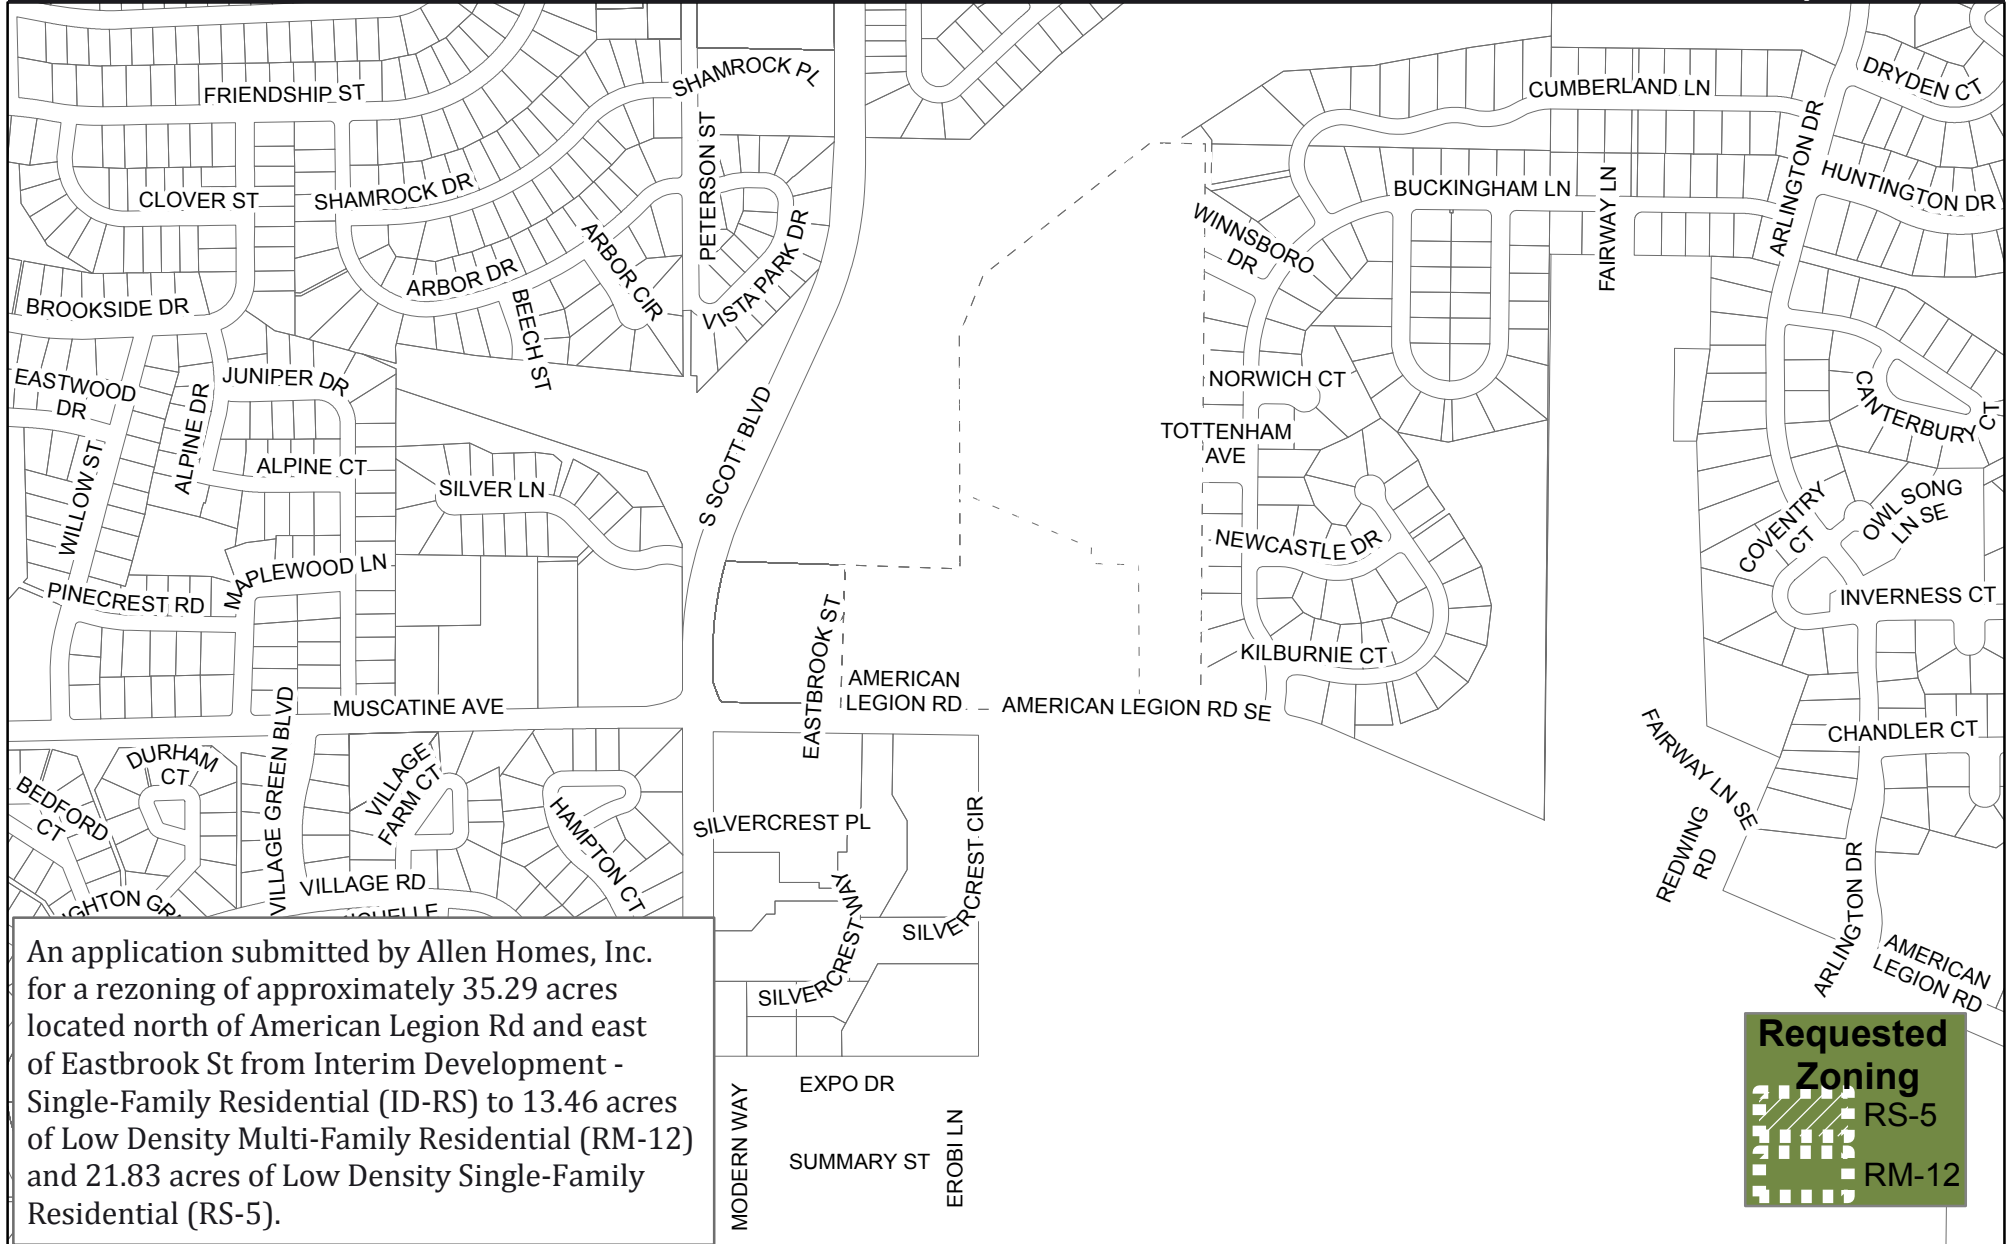 FRIENDSHIP ST
SHAMROCK PL
CUMBERLAND LN
DRYDEN CT
ARLINGTON DR
PETERSON ST
CLOVER ST
SHAMROCK DR
BUCKINGHAM LN
FAIRWAY LN
HUNTINGTON DR
WINNSBORO
DR
ARBOR CIR
VISTA PARK DR
ARBOR DR
BEECH ST
BROOKSIDE DR
EASTWOOD
DR
ALPINE DR
JUNIPER DR
NORWICH CT
CANTERBURY CT
S SCOTT BLVD
TOTTENHAM
AVE
WILLOW ST
ALPINE CT
SILVER LN
COVENTRY
CT
OWL SONG
LN SE
NEWCASTLE DR
MAPLEWOOD LN
PINECREST RD
INVERNESS CT
EASTBROOK ST
KILBURNIE CT
AMERICAN
LEGION RD
AMERICAN LEGION RD SE
MUSCATINE AVE
VILLAGE GREEN BLVD
CHANDLER CT
FAIRWAY LN SE
DURHAM
CT
VILLAGE
FARM CT
BEDFORD
CT
HAMPTON CT
SILVERCREST PL
SILVERCREST CIR
REDWING
RD
ARLINGTON DR
VILLAGE RD
SILVERCREST WAY
SILV
SILVERCREST
AMERICAN
LEGION RD
An application submitted by Allen Homes, Inc.
for a rezoning of approximately 35.29 acres
located north of American Legion Rd and east
of Eastbrook St from Interim Development -
Single-Family Residential (ID-RS) to 13.46 acres
of Low Density Multi-Family Residential (RM-12)
and 21.83 acres of Low Density Single-Family
Residential (RS-5).
EXPO DR
MODERN WAY
SUMMARY ST
EROBI LN
Requested
Zoning
RS-5
RM-12